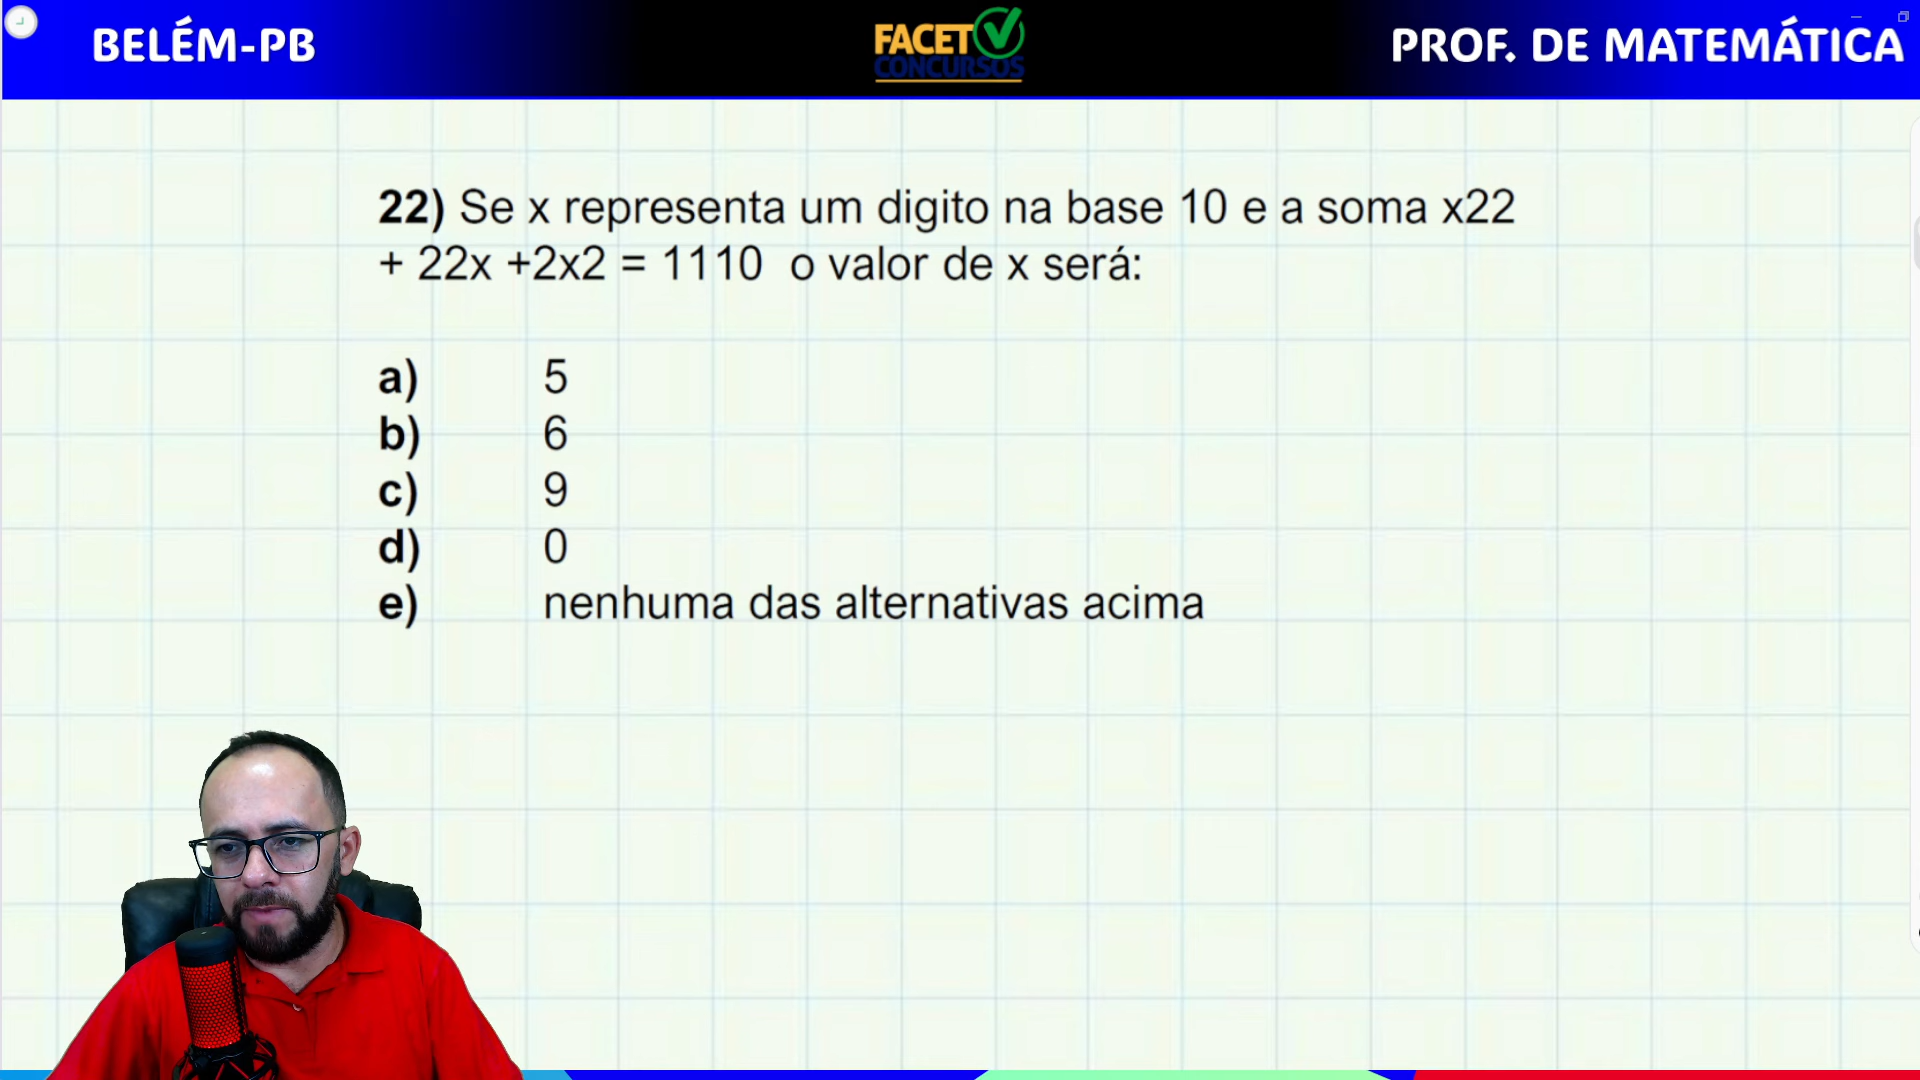 BELÉM-PB
FACET
CONCURSOS
PROF. DE MATEMÁTICA
22) Se x representa um digito na base 10 e a soma x22
+ 22x +2x2 = 1110 o valor de x será:
a) 5
b) 6
c) 9
d) 0
e) nenhuma das alternativas acima